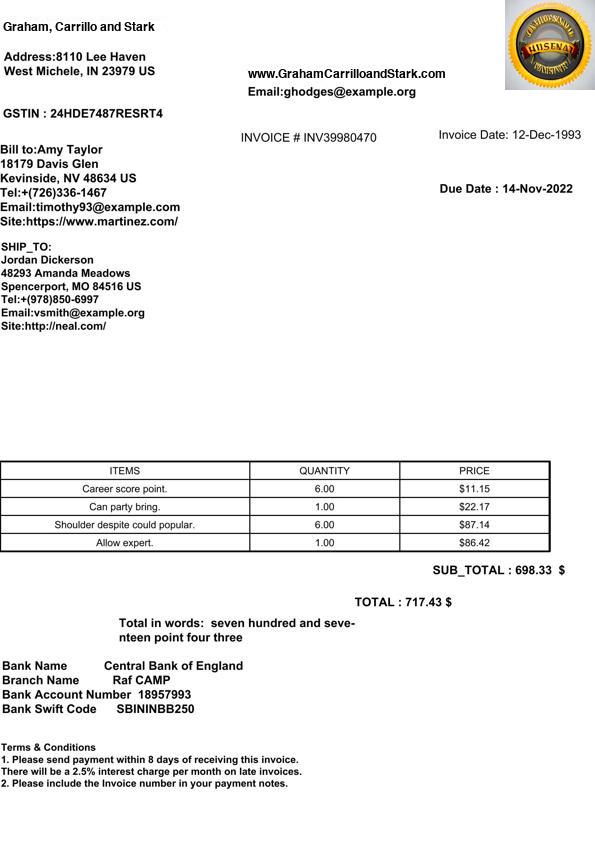 Graham, Carrillo and Stark
Address:8110 Lee Haven
West Michele, IN 23979 US
www.GrahamCarrilloandStark.com
Email:ghodges@example.org
GSTIN : 24HDE7487RESRT4
INVOICE # INV39980470
Invoice Date: 12-Dec-1993
Due Date : 14-Nov-2022
Bill to:Amy Taylor
18179 Davis Glen
Kevinside, NV 48634 US
Tel:+(726)336-1467
Email:timothy93@example.com
Site:https://www.martinez.com/
SHIP_TO:
Jordan Dickerson
48293 Amanda Meadows
Spencerport, MO 84516 US
Tel:+(978)850-6997
Email:vsmith@example.org
Site:http://neal.com/
ITEMS QUANTITY PRICE
Career score point. 6.00 $11.15
Can party bring. 1.00 $22.17
Shoulder despite could popular. 6.00 $87.14
Allow expert. 1.00 $86.42
SUB_TOTAL : 698.33 $
TOTAL : 717.43 $
Total in words: seven hundred and seve-
nteen point four three
Bank Name Central Bank of England
Branch Name Raf CAMP
Bank Account Number 18957993
Bank Swift Code SBININBB250
Terms & Conditions
1. Please send payment within 8 days of receiving this invoice.
There will be a 2.5% interest charge per month on late invoices.
2. Please include the Invoice number in your payment notes.